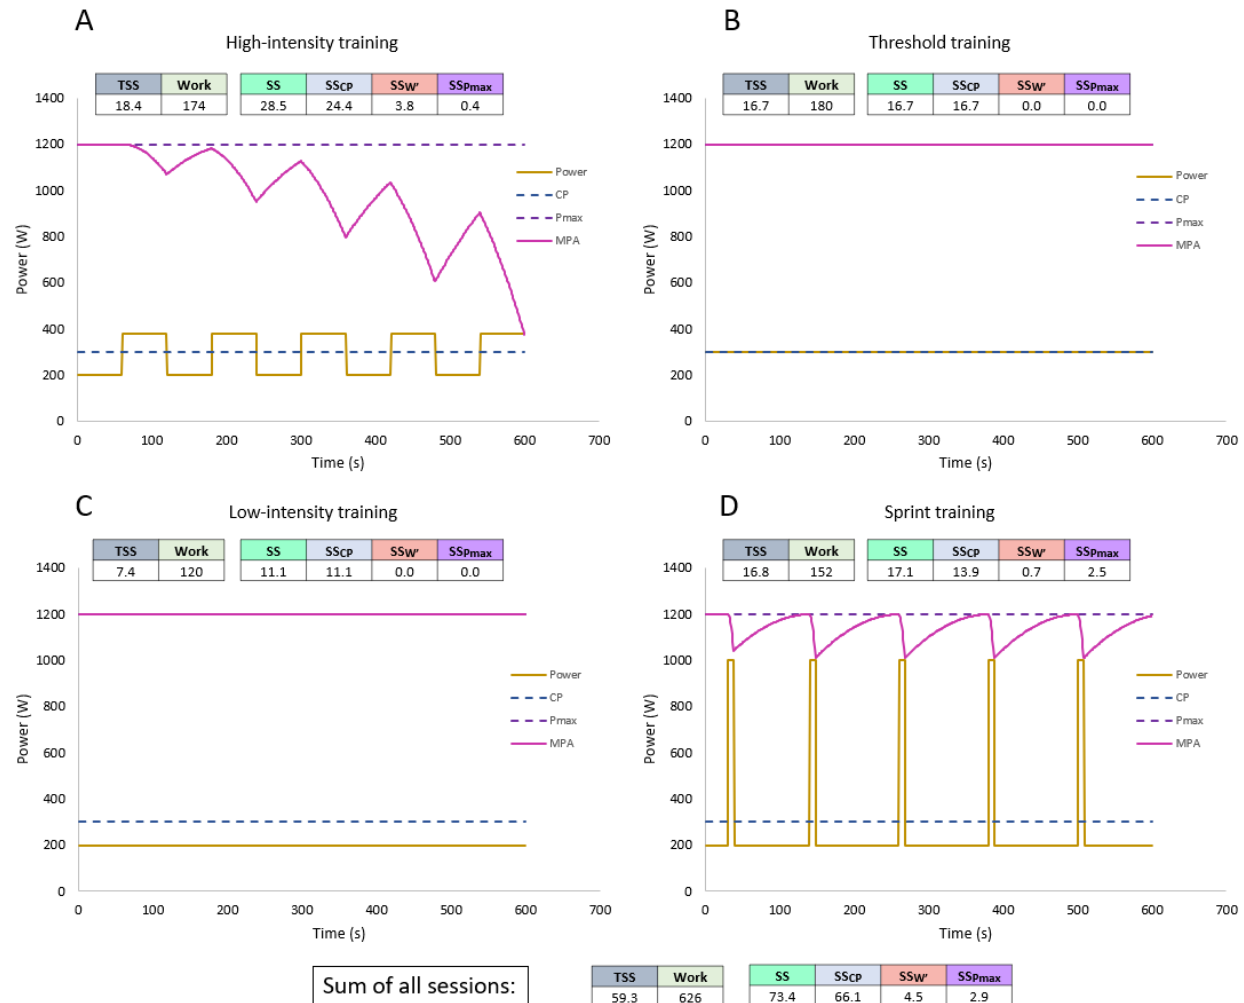 A
High-intensity training
TSS Work SS SSCP SSW' SSPmax
18.4 174 28.5 24.4 3.8 0.4
1400
1200
1000
800
600
400
200
0
Power (W)
Power
CP
Pmax
MPA
0 100 200 300 400 500 600 700
Time (s)
B
Threshold training
TSS Work SS SSCP SSW' SSPmax
16.7 180 16.7 16.7 0.0 0.0
1400
1200
1000
800
600
400
200
0
Power (W)
Power
CP
Pmax
MPA
0 100 200 300 400 500 600 700
Time (s)
C
Low-intensity training
TSS Work SS SSCP SSW' SSPmax
7.4 120 11.1 11.1 0.0 0.0
1400
1200
1000
800
600
400
200
0
Power (W)
Power
CP
Pmax
MPA
0 100 200 300 400 500 600 700
Time (s)
D
Sprint training
TSS Work SS SSCP SSW' SSPmax
16.8 152 17.1 13.9 0.7 2.5
1400
1200
1000
800
600
400
200
0
Power (W)
Power
CP
Pmax
MPA
0 100 200 300 400 500 600 700
Time (s)
Sum of all sessions:
TSS Work SS SSCP SSW' SSPmax
59.3 626 73.4 66.1 4.5 2.9